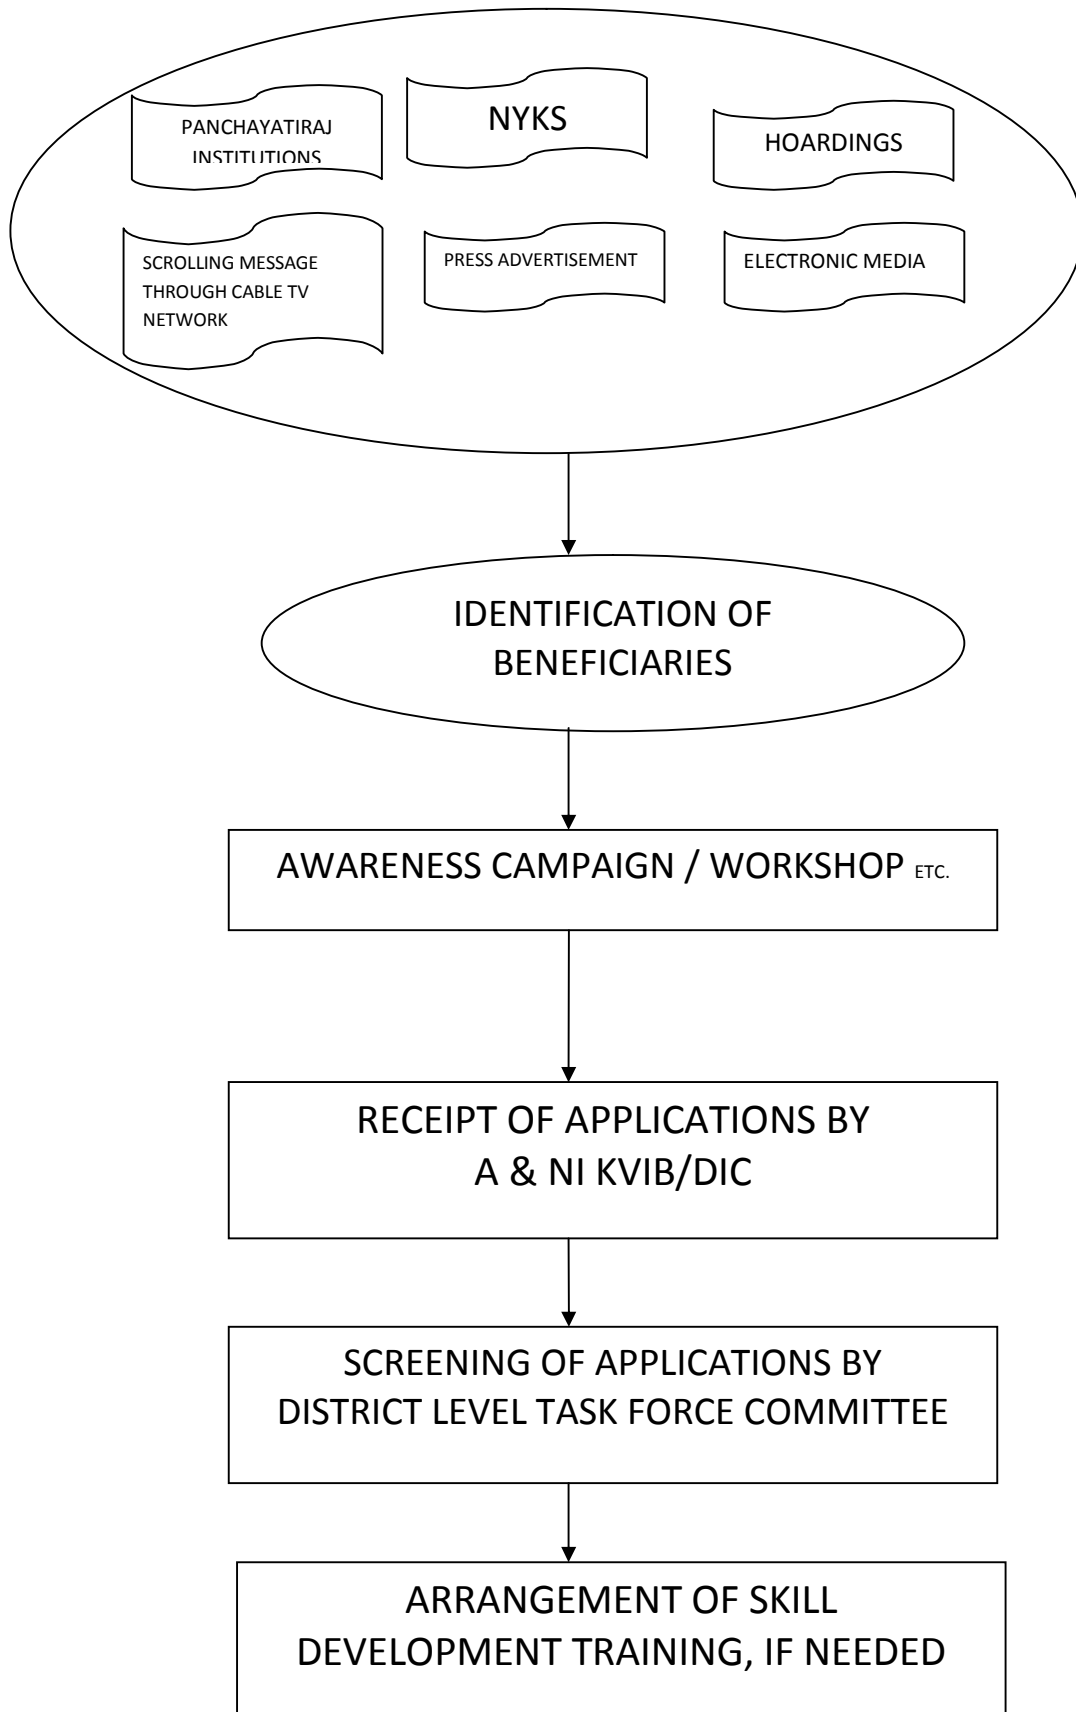 PANCHAYATIRAJ
INSTITUTIONS
NYKS
HOARDINGS
SCROLLING MESSAGE
THROUGH CABLE TV
NETWORK
PRESS ADVERTISEMENT
ELECTRONIC MEDIA
IDENTIFICATION OF
BENEFICIARIES
AWARENESS CAMPAIGN / WORKSHOP ETC.
RECEIPT OF APPLICATIONS BY
A & NI KVIB/DIC
SCREENING OF APPLICATIONS BY
DISTRICT LEVEL TASK FORCE COMMITTEE
ARRANGEMENT OF SKILL
DEVELOPMENT TRAINING, IF NEEDED